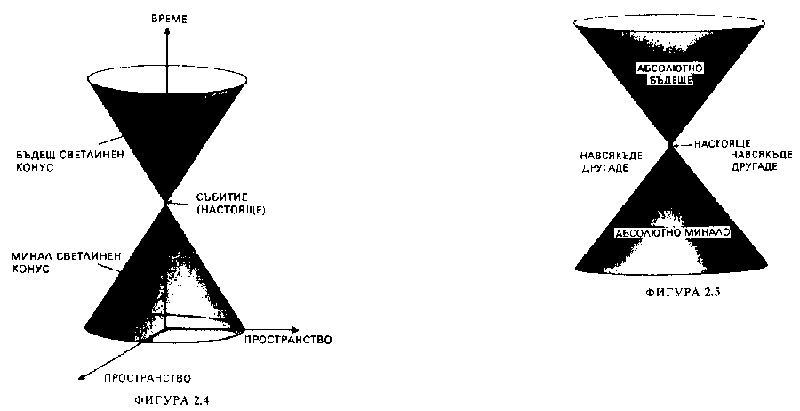 ВРЕМЕ
БЪДЕЩ СВЕТЛИНЕН
КОНУС
СЪБИТИЕ
(НАСТОЯЩЕ)
МИНАЛ СВЕТЛИНЕН
КОНУС
ПРОСТРАНСТВО
ПРОСТРАНСТВО
ФИГУРА 2.4
АБСОЛЮТНО
БЪДЕЩЕ
НАСТОЯЩЕ
НАВСЯКЪДЕ
ДРУГАДЕ
НАВСЯКЪДЕ
ДРУГАДЕ
АБСОЛЮТНО МИНАЛО
ФИГУРА 2.5